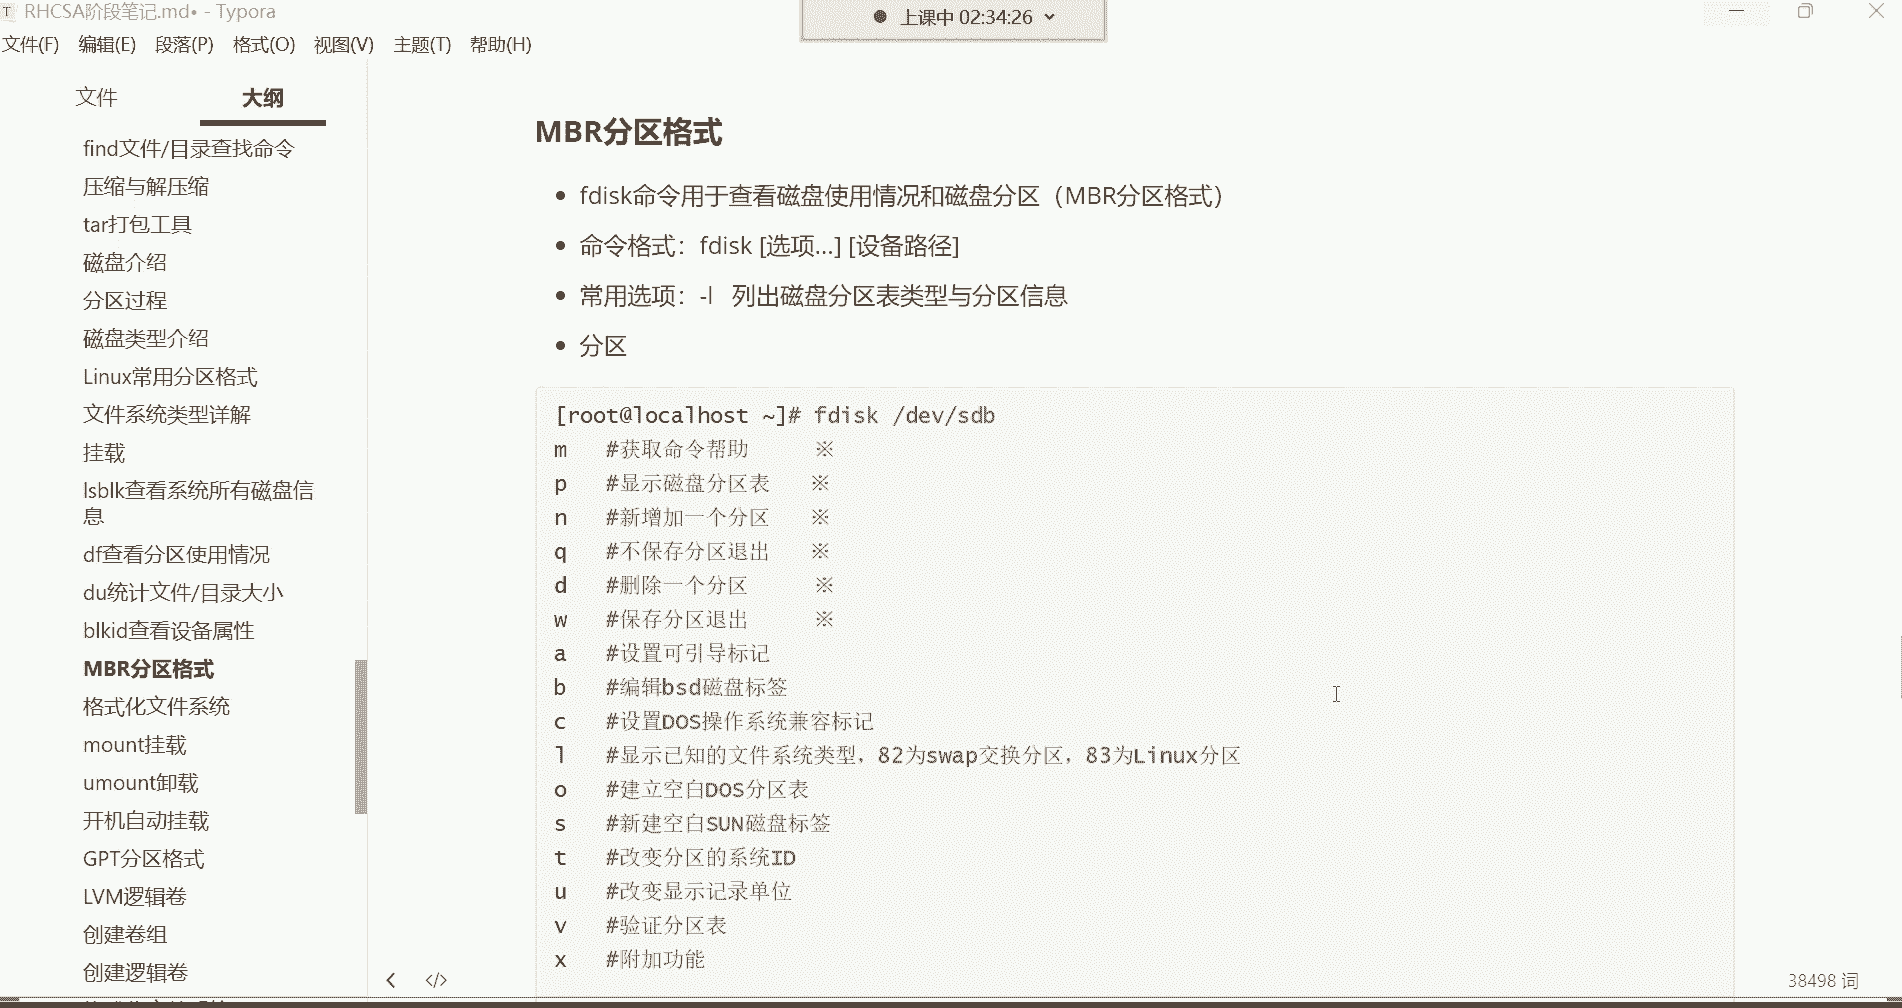 RHCSA阶段笔记.md• - Typora
上课中 02:34:26
文件(F) 编辑(E) 段落(P) 格式(O) 视图(V) 主题(T) 帮助(H)
文件 大纲
find文件/目录查找命令
压缩与解压缩
tar打包工具
磁盘介绍
分区过程
磁盘类型介绍
Linux常用分区格式
文件系统类型详解
挂载
lsblk查看系统所有磁盘信
息
df查看分区使用情况
du统计文件/目录大小
blkid查看设备属性
MBR分区格式
格式化文件系统
mount挂载
umount卸载
开机自动挂载
GPT分区格式
LVM逻辑卷
创建卷组
创建逻辑卷
MBR分区格式
• fdisk命令用于查看磁盘使用情况和磁盘分区（MBR分区格式）
• 命令格式：fdisk [选项...] [设备路径]
• 常用选项：-l 列出磁盘分区表类型与分区信息
• 分区
[root@localhost ~]# fdisk /dev/sdb
m #获取命令帮助 ※
p #显示磁盘分区表 ※
n #新增加一个分区 ※
q #不保存分区退出 ※
d #删除一个分区 ※
w #保存分区退出 ※
a #设置可引导标记
b #编辑bsd磁盘标签
c #设置DOS操作系统兼容标记
l #显示已知的文件系统类型，82为swap交换分区，83为Linux分区
o #建立空白DOS分区表
s #新建空白SUN磁盘标签
t #改变分区的系统ID
u #改变显示记录单位
v #验证分区表
x #附加功能
38498 词